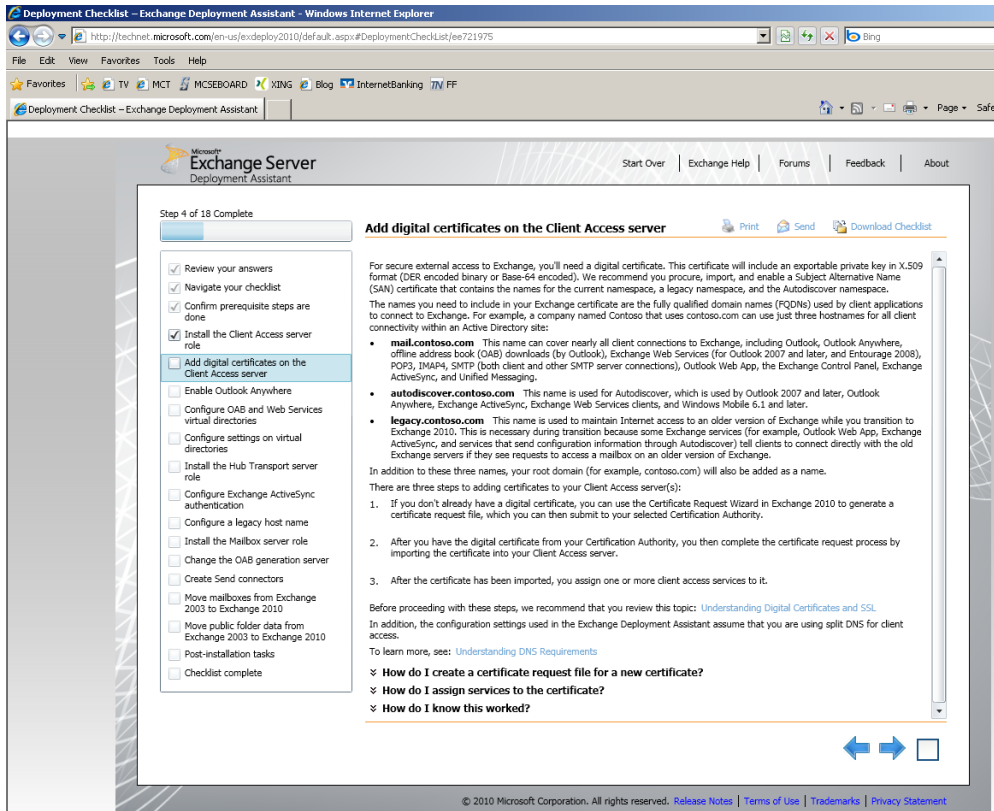 Deployment Checklist – Exchange Deployment Assistant - Windows Internet Explorer
http://technet.microsoft.com/en-us/exdeploy2010/default.aspx#DeploymentCheckList/ee721975
Bing
File Edit View Favorites Tools Help
Favorites TV MCT MCSEBOARD XING Blog InternetBanking FF
Deployment Checklist – Exchange Deployment Assistant
Page Safe
Microsoft
Exchange Server
Deployment Assistant
Start Over | Exchange Help | Forums | Feedback | About
Step 4 of 18 Complete
Review your answers
Navigate your checklist
Confirm prerequisite steps are
done
Install the Client Access server
role
Add digital certificates on the
Client Access server
Enable Outlook Anywhere
Configure OAB and Web Services
virtual directories
Configure settings on virtual
directories
Install the Hub Transport server
role
Configure Exchange ActiveSync
authentication
Configure a legacy host name
Install the Mailbox server role
Change the OAB generation server
Create Send connectors
Move mailboxes from Exchange
2003 to Exchange 2010
Move public folder data from
Exchange 2003 to Exchange 2010
Post-installation tasks
Checklist complete
Add digital certificates on the Client Access server
Print Send Download Checklist
For secure external access to Exchange, you'll need a digital certificate. This certificate will include an exportable private key in X.509
format (DER encoded binary or Base-64 encoded). We recommend you procure, import, and enable a Subject Alternative Name
(SAN) certificate that contains the names for the current namespace, a legacy namespace, and the Autodiscover namespace.
The names you need to include in your Exchange certificate are the fully qualified domain names (FQDNs) used by client applications
to connect to Exchange. For example, a company named Contoso that uses contoso.com can use just three hostnames for all client
connectivity within an Active Directory site:
• mail.contoso.com This name can cover nearly all client connections to Exchange, including Outlook, Outlook Anywhere,
offline address book (OAB) downloads (by Outlook), Exchange Web Services (for Outlook 2007 and later, and Entourage 2008),
POP3, IMAP4, SMTP (both client and other SMTP server connections), Outlook Web App, the Exchange Control Panel, Exchange
ActiveSync, and Unified Messaging.
• autodiscover.contoso.com This name is used for Autodiscover, which is used by Outlook 2007 and later, Outlook
Anywhere, Exchange ActiveSync, Exchange Web Services clients, and Windows Mobile 6.1 and later.
• legacy.contoso.com This name is used to maintain Internet access to an older version of Exchange while you transition to
Exchange 2010. This is necessary during transition because some Exchange services (for example, Outlook Web App, Exchange
ActiveSync, and services that send configuration information through Autodiscover) tell clients to connect directly with the old
Exchange servers if they see requests to access a mailbox on an older version of Exchange.
In addition to these three names, your root domain (for example, contoso.com) will also be added as a name.
There are three steps to adding certificates to your Client Access server(s):
1. If you don't already have a digital certificate, you can use the Certificate Request Wizard in Exchange 2010 to generate a
certificate request file, which you can then submit to your selected Certification Authority.
2. After you have the digital certificate from your Certification Authority, you then complete the certificate request process by
importing the certificate into your Client Access server.
3. After the certificate has been imported, you assign one or more client access services to it.
Before proceeding with these steps, we recommend that you review this topic: Understanding Digital Certificates and SSL
In addition, the configuration settings used in the Exchange Deployment Assistant assume that you are using split DNS for client
access.
To learn more, see: Understanding DNS Requirements
How do I create a certificate request file for a new certificate?
How do I assign services to the certificate?
How do I know this worked?
© 2010 Microsoft Corporation. All rights reserved. Release Notes | Terms of Use | Trademarks | Privacy Statement